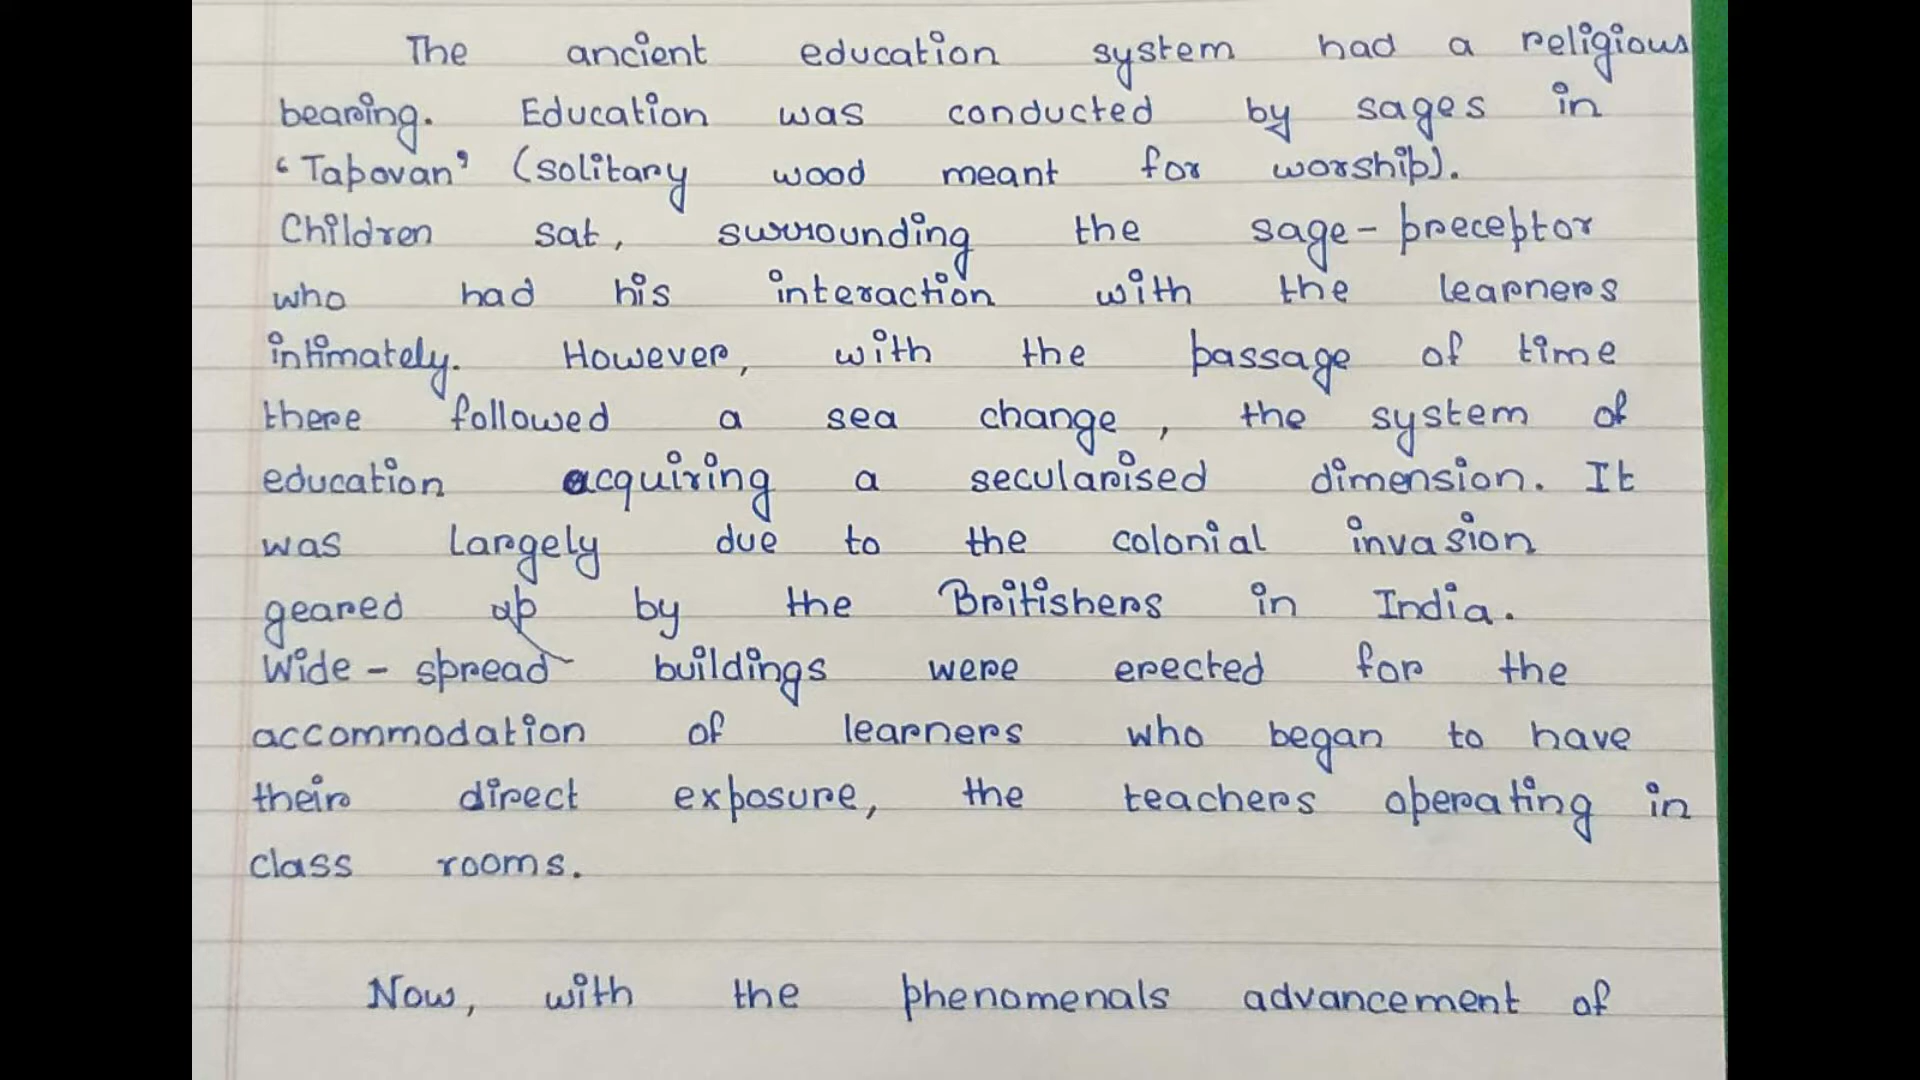 The ancient education system had a religious
bearing. Education was conducted by sages in
'Tapovan' (solitary wood meant for worship).
Children sat, surrounding the sage-preceptor
who had his interaction with the learners
intimately. However, with the passage of time
there followed a sea change, the system of
education acquiring a secularised dimension. It
was largely due to the colonial invasion
geared up by the Britishers in India.
Wide-spread buildings were erected for the
accommodation of learners who began to have
their direct exposure, the teachers operating in
class rooms.
Now, with the phenomenals advancement of